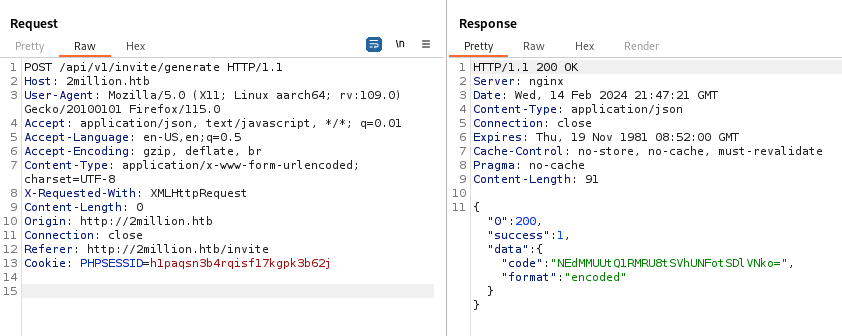 Request
Pretty Raw Hex \n
1 POST /api/v1/invite/generate HTTP/1.1
2 Host: 2million.htb
3 User-Agent: Mozilla/5.0 (X11; Linux aarch64; rv:109.0)
Gecko/20100101 Firefox/115.0
4 Accept: application/json, text/javascript, */*; q=0.01
5 Accept-Language: en-US,en;q=0.5
6 Accept-Encoding: gzip, deflate, br
7 Content-Type: application/x-www-form-urlencoded;
charset=UTF-8
8 X-Requested-With: XMLHttpRequest
9 Content-Length: 0
10 Origin: http://2million.htb
11 Connection: close
12 Referer: http://2million.htb/invite
13 Cookie: PHPSESSID=h1paqsn3b4rqisf17kgpk3b62j
14
15
Response
Pretty Raw Hex Render
1 HTTP/1.1 200 OK
2 Server: nginx
3 Date: Wed, 14 Feb 2024 21:47:21 GMT
4 Content-Type: application/json
5 Connection: close
6 Expires: Thu, 19 Nov 1981 08:52:00 GMT
7 Cache-Control: no-store, no-cache, must-revalidate
8 Pragma: no-cache
9 Content-Length: 91
10
11 {
"0":200,
"success":1,
"data":{
"code":"NEdMMUUtQ1RMRU8tSVhUNFotSDlVNko=",
"format":"encoded"
}
}